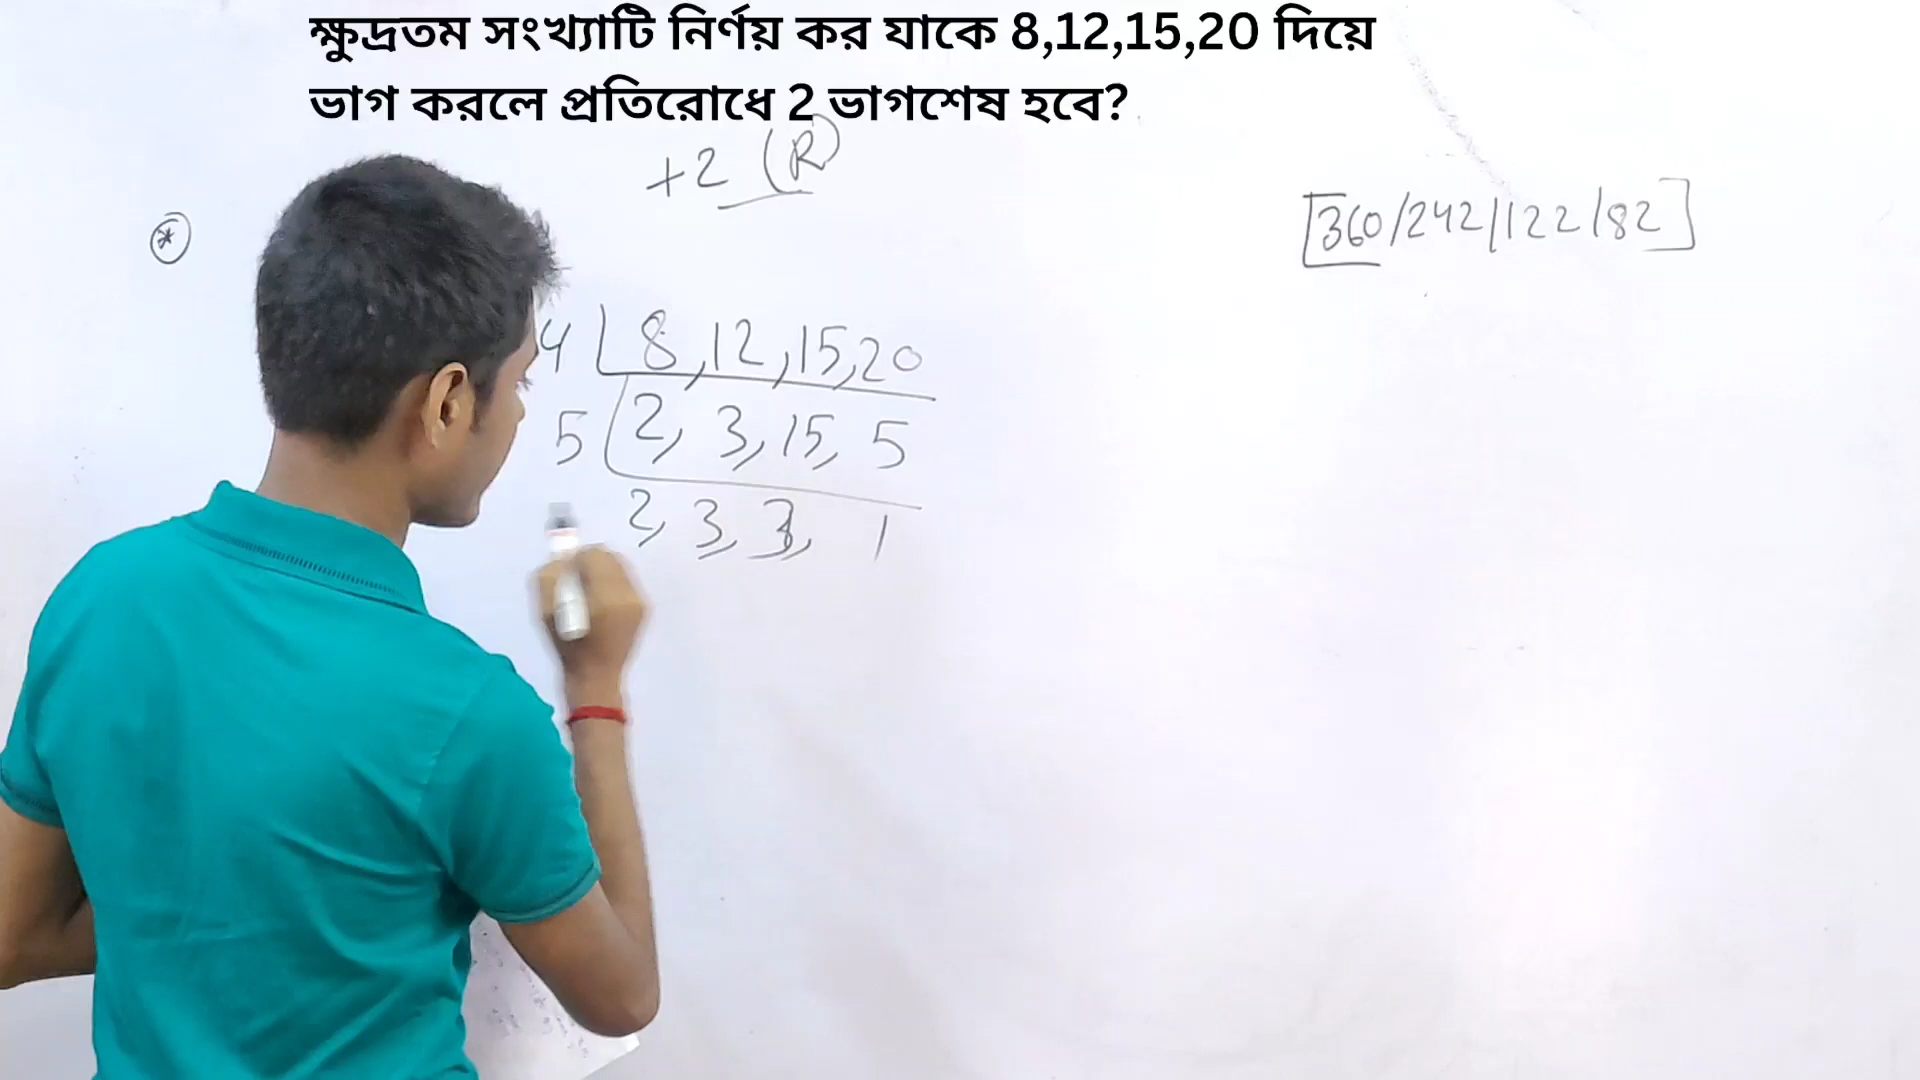 ক্ষুদ্রতম সংখ্যাটি নির্ণয় কর যাকে 8,12,15,20 দিয়ে
ভাগ করলে প্রতিরোধে 2 ভাগশেষ হবে?
+2 (R)
[360/242/122/82]
*
4 8,12,15,20
5 2, 3, 15, 5
2, 3, 3, 1